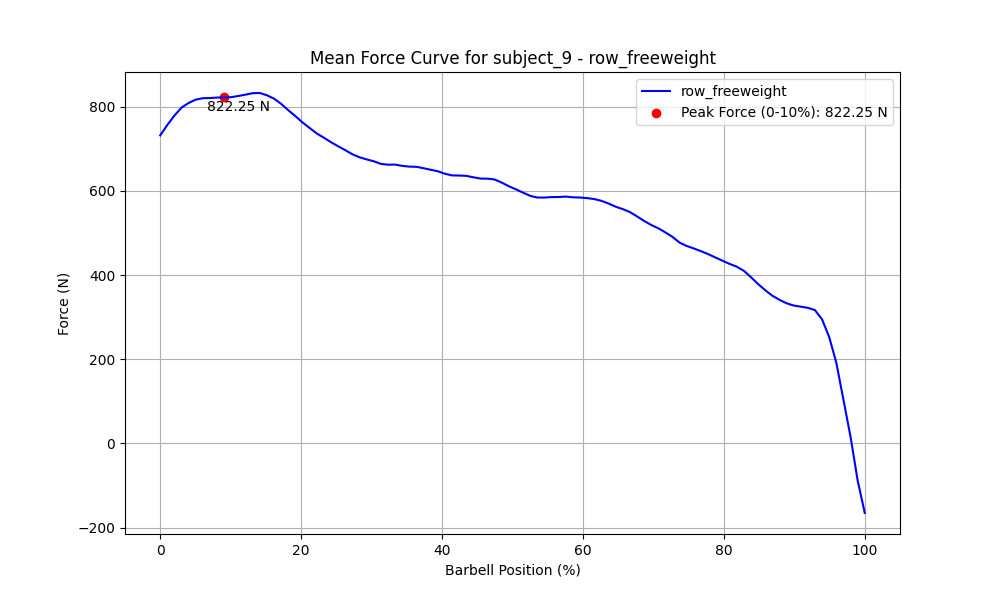 Mean Force Curve for subject_9 - row_freeweight
row_freeweight
Peak Force (0-10%): 822.25 N
822.25 N
800
600
400
200
0
−200
Force (N)
0 20 40 60 80 100
Barbell Position (%)